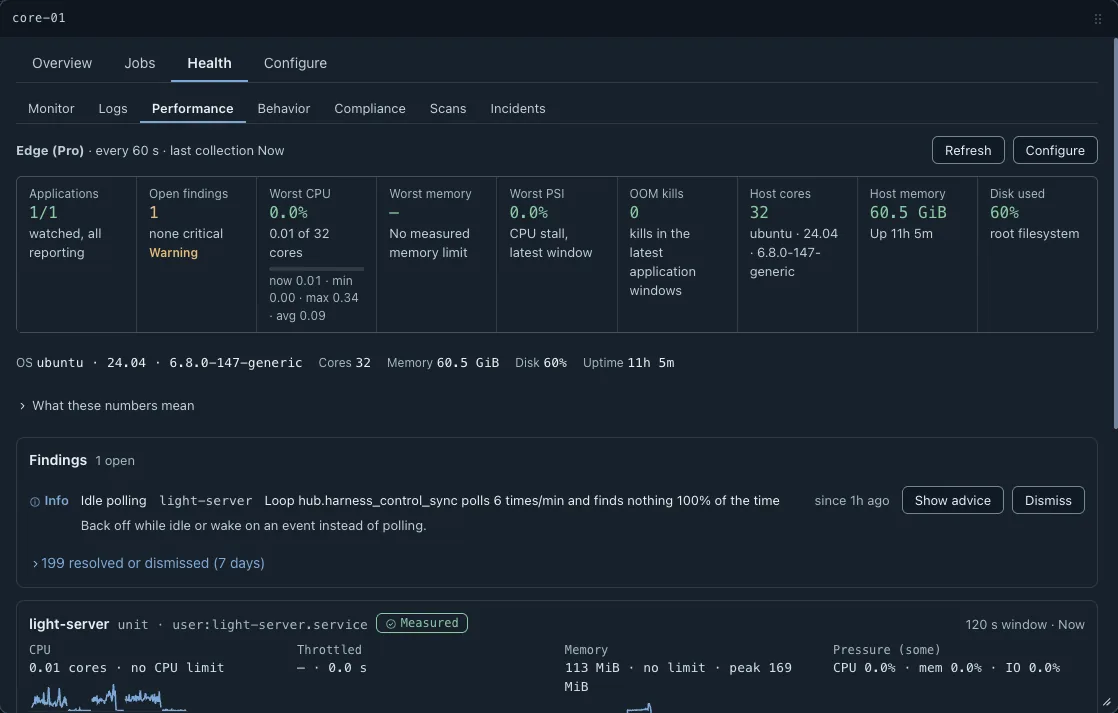 core-01
Overview Jobs Health Configure
Monitor Logs Performance Behavior Compliance Scans Incidents
Edge (Pro) · every 60 s · last collection Now Refresh Configure
Applications
1/1
watched, all
reporting
Open findings
1
none critical
Warning
Worst CPU
0.0%
0.01 of 32
cores
now 0.01 · min
0.00 · max 0.34
· avg 0.09
Worst memory
—
No measured
memory limit
Worst PSI
0.0%
CPU stall,
latest window
OOM kills
0
kills in the
latest
application
windows
Host cores
32
ubuntu · 24.04
· 6.8.0-147-
generic
Host memory
60.5 GiB
Up 11h 5m
Disk used
60%
root filesystem
OS ubuntu · 24.04 · 6.8.0-147-generic Cores 32 Memory 60.5 GiB Disk 60% Uptime 11h 5m
› What these numbers mean
Findings 1 open
Info Idle polling light-server Loop hub.harness_control_sync polls 6 times/min and finds nothing 100% of the time since 1h ago Show advice Dismiss
Back off while idle or wake on an event instead of polling.
› 199 resolved or dismissed (7 days)
light-server unit · user:light-server.service Measured 120 s window · Now
CPU
0.01 cores · no CPU limit
Throttled
— · 0.0 s
Memory
113 MiB · no limit · peak 169
MiB
Pressure (some)
CPU 0.0% · mem 0.0% · IO 0.0%